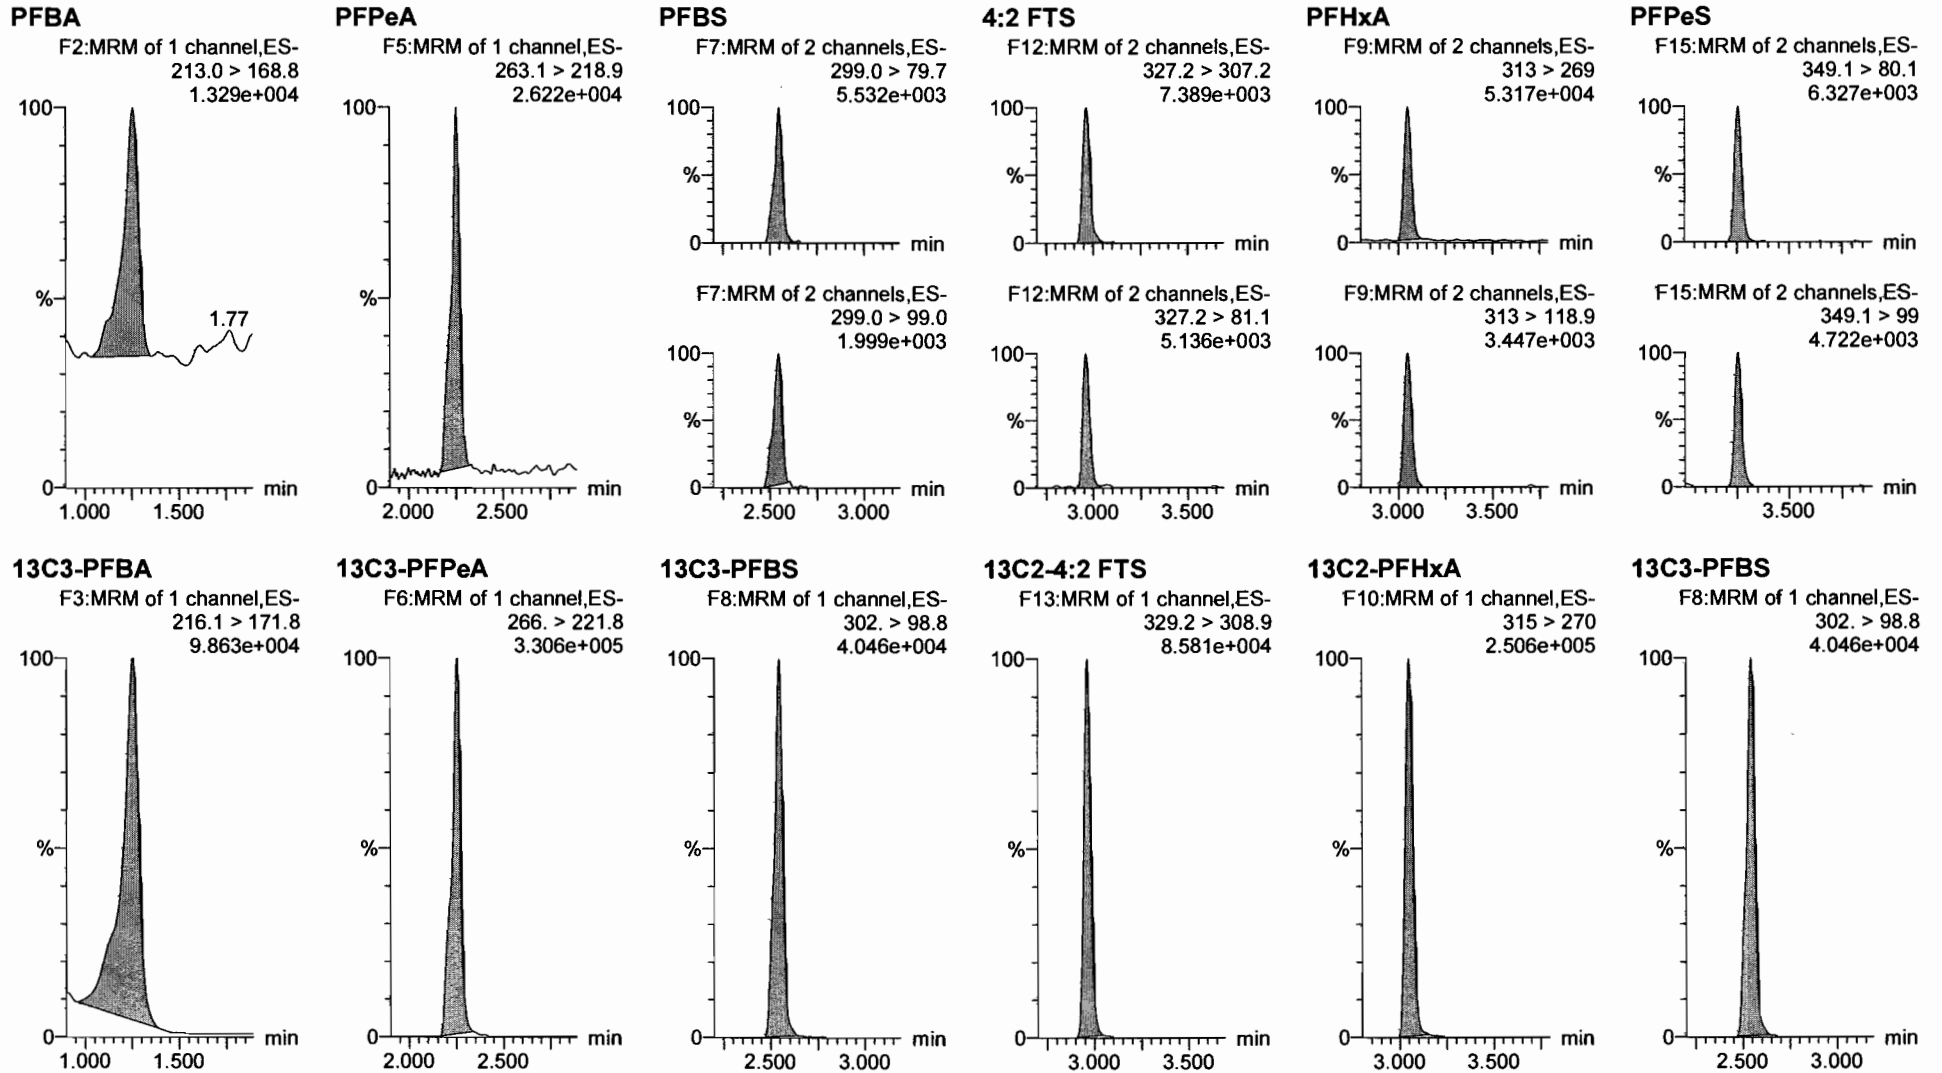 PFBA
F2:MRM of 1 channel,ES-
213.0 > 168.8
1.329e+004
100
%
1.77
0
min
1.000 1.500
PFPeA
F5:MRM of 1 channel,ES-
263.1 > 218.9
2.622e+004
100
%
0
min
2.000 2.500
PFBS
F7:MRM of 2 channels,ES-
299.0 > 79.7
5.532e+003
100
%
0
min
F7:MRM of 2 channels,ES-
299.0 > 99.0
1.999e+003
100
%
0
min
2.500 3.000
4:2 FTS
F12:MRM of 2 channels,ES-
327.2 > 307.2
7.389e+003
100
%
0
min
F12:MRM of 2 channels,ES-
327.2 > 81.1
5.136e+003
100
%
0
min
3.000 3.500
PFHxA
F9:MRM of 2 channels,ES-
313 > 269
5.317e+004
100
%
0
min
F9:MRM of 2 channels,ES-
313 > 118.9
3.447e+003
100
%
0
min
3.000 3.500
PFPeS
F15:MRM of 2 channels,ES-
349.1 > 80.1
6.327e+003
100
%
0
min
F15:MRM of 2 channels,ES-
349.1 > 99
4.722e+003
100
%
0
min
3.500
13C3-PFBA
F3:MRM of 1 channel,ES-
216.1 > 171.8
9.863e+004
100
%
0
min
1.000 1.500
13C3-PFPeA
F6:MRM of 1 channel,ES-
266. > 221.8
3.306e+005
100
%
0
min
2.000 2.500
13C3-PFBS
F8:MRM of 1 channel,ES-
302. > 98.8
4.046e+004
100
%
0
min
2.500 3.000
13C2-4:2 FTS
F13:MRM of 1 channel,ES-
329.2 > 308.9
8.581e+004
100
%
0
min
3.000 3.500
13C2-PFHxA
F10:MRM of 1 channel,ES-
315 > 270
2.506e+005
100
%
0
min
3.000 3.500
13C3-PFBS
F8:MRM of 1 channel,ES-
302. > 98.8
4.046e+004
100
%
0
min
2.500 3.000